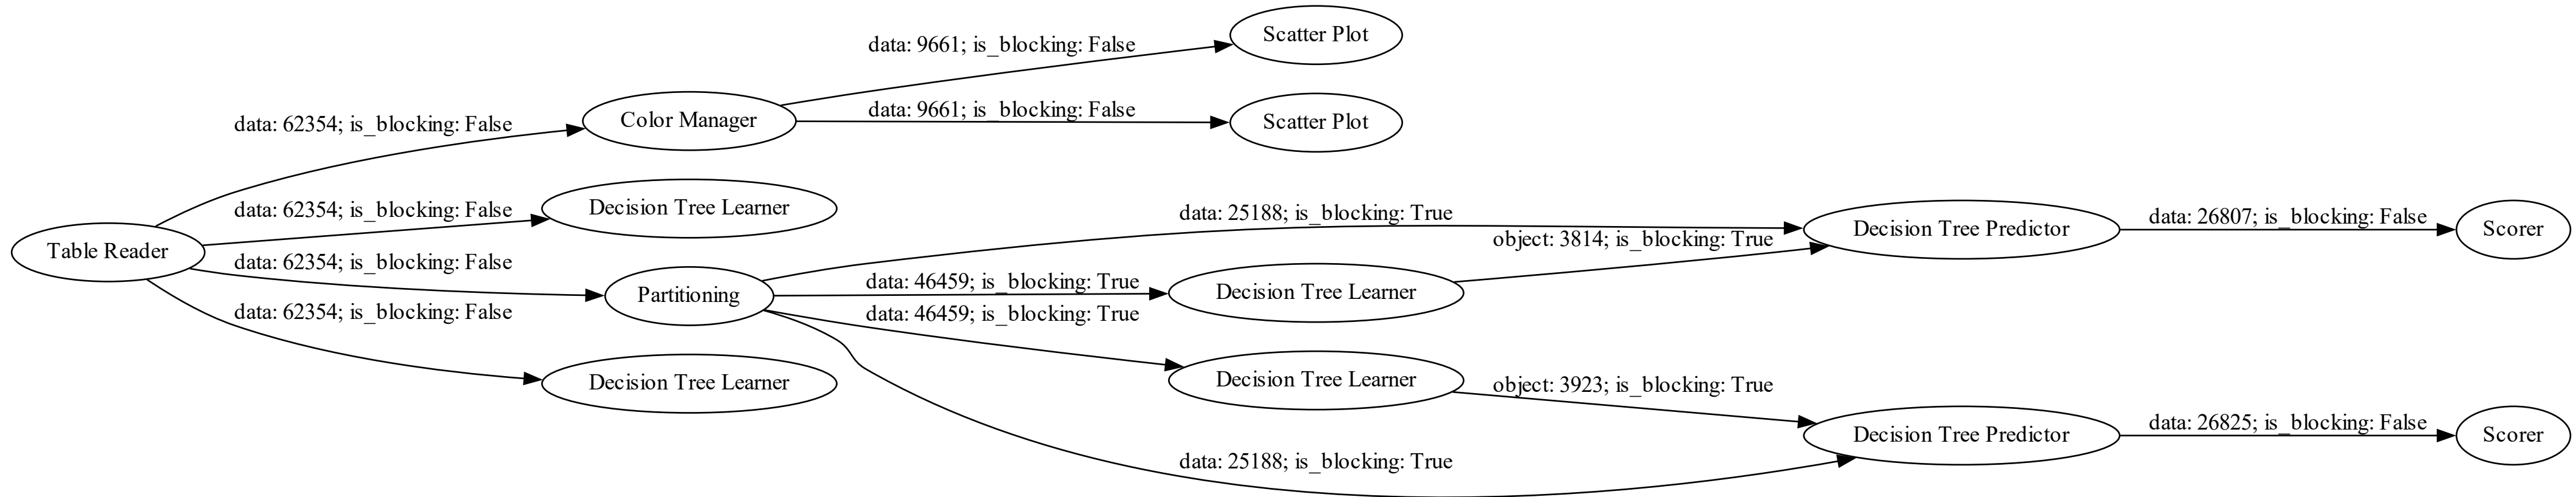 Scatter Plot
data: 9661; is_blocking: False
Color Manager
data: 9661; is_blocking: False
Scatter Plot
data: 62354; is_blocking: False
Decision Tree Learner
data: 62354; is_blocking: False
Table Reader
data: 62354; is_blocking: False
Partitioning
data: 62354; is_blocking: False
Decision Tree Learner
data: 25188; is_blocking: True
object: 3814; is_blocking: True
Decision Tree Predictor
data: 26807; is_blocking: False
Scorer
data: 46459; is_blocking: True
Decision Tree Learner
data: 46459; is_blocking: True
Decision Tree Learner
object: 3923; is_blocking: True
Decision Tree Predictor
data: 26825; is_blocking: False
Scorer
data: 25188; is_blocking: True